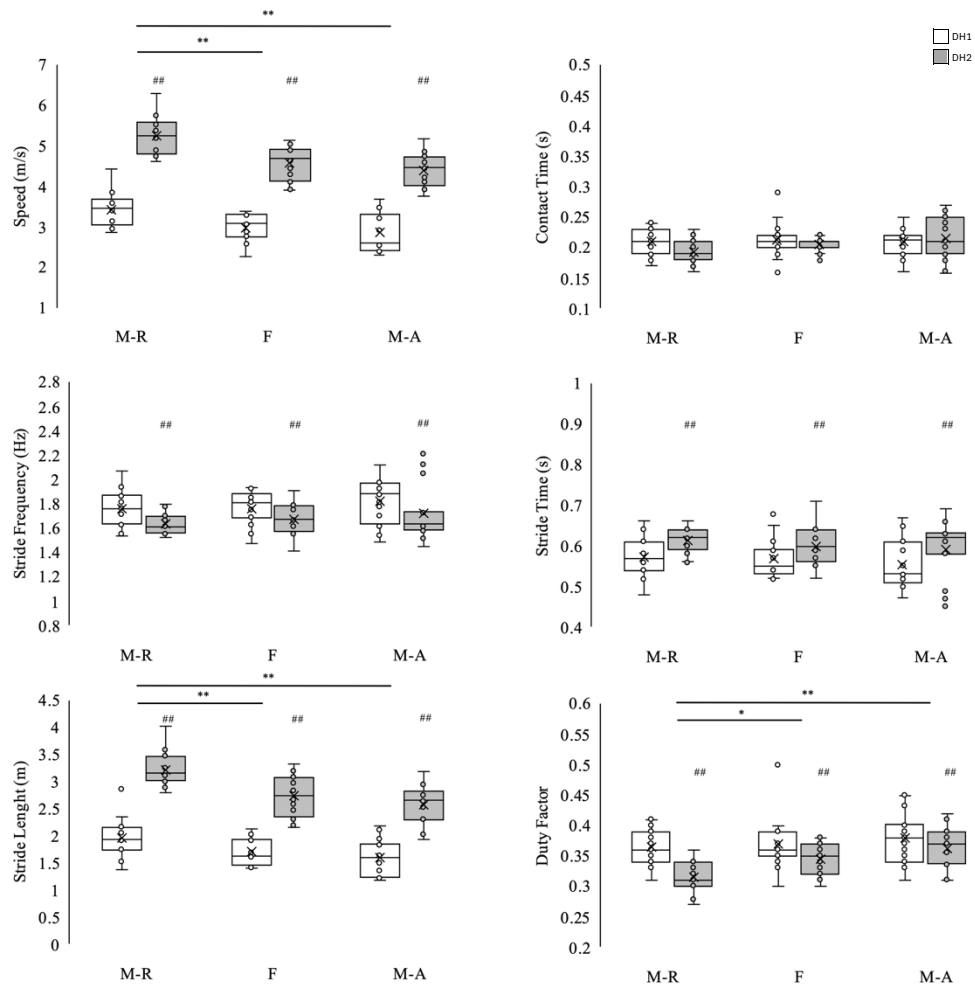 **
**
DH1
DH2
7
6
5
4
3
2
1
Speed (m/s)
##
##
##
M-R
F
M-A
0.5
0.45
0.4
0.35
0.3
0.25
0.2
0.15
0.1
Contact Time (s)
M-R
F
M-A
2.8
2.6
2.4
2.2
2
1.8
1.6
1.4
1.2
1
0.8
Stride Frequency (Hz)
##
##
##
M-R
F
M-A
1
0.9
0.8
0.7
0.6
0.5
0.4
Stride Time (s)
##
##
##
M-R
F
M-A
**
**
4.5
4
3.5
3
2.5
2
1.5
1
0.5
0
Stride Lenght (m)
##
##
##
M-R
F
M-A
**
*
0.6
0.55
0.5
0.45
0.4
0.35
0.3
0.25
0.2
Duty Factor
##
##
##
M-R
F
M-A